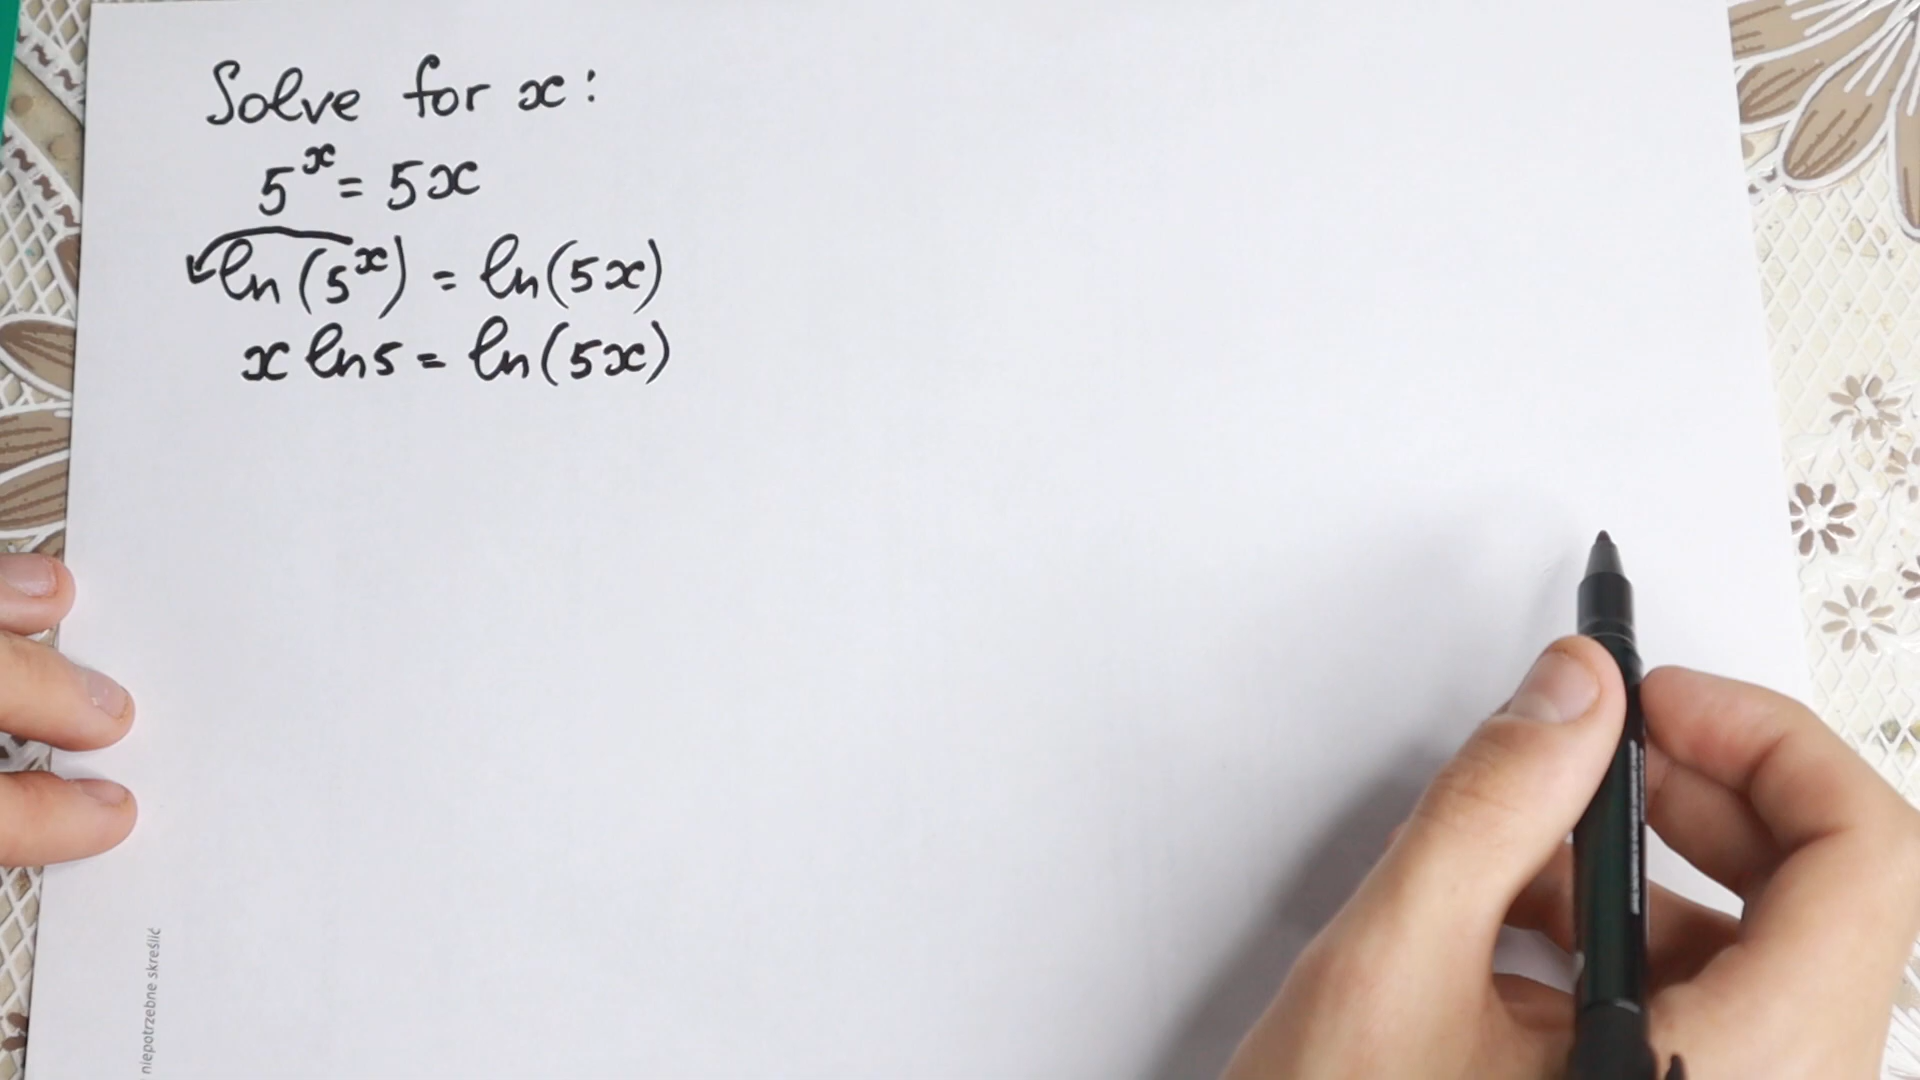 Solve for x:
5^x = 5x
ln(5^x) = ln(5x)
x ln5 = ln(5x)
niepotrzebne skreślić